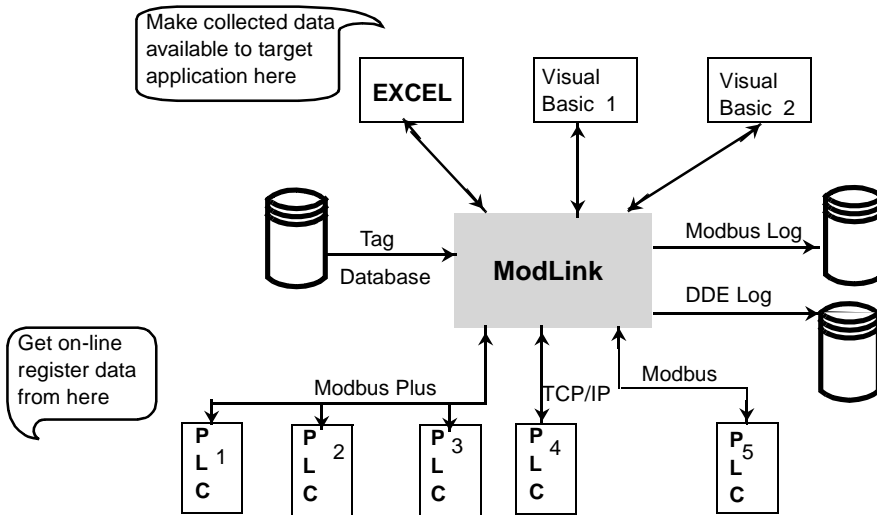 Make collected data
available to target
application here
EXCEL
Visual
Basic 1
Visual
Basic 2
Tag
Database
ModLink
Modbus Log
DDE Log
Get on-line
register data
from here
Modbus Plus
TCP/IP
Modbus
P
L
C
1
P
L
C
2
P
L
C
3
P
L
C
4
P
L
C
5